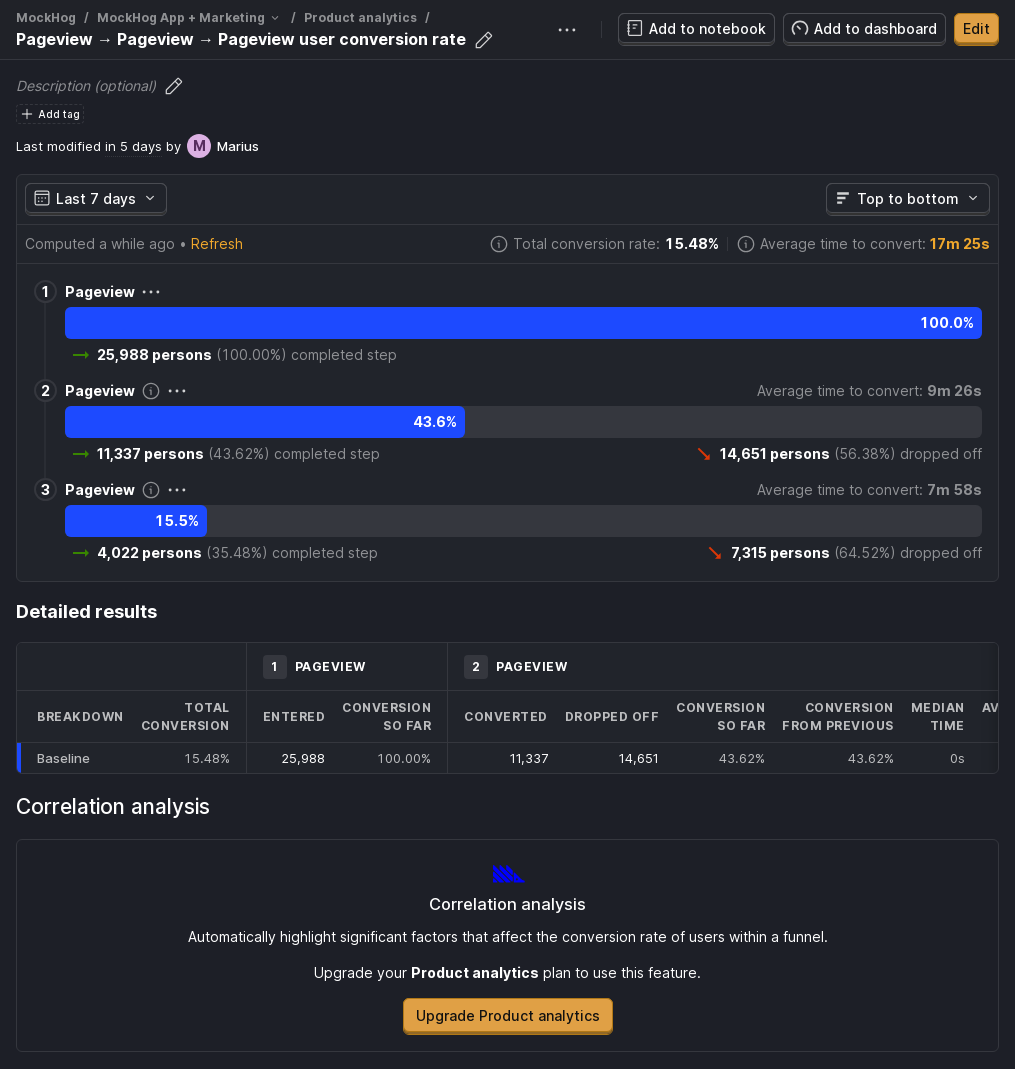 MockHog / MockHog App + Marketing / Product analytics /
Pageview → Pageview → Pageview user conversion rate
Add to notebook
Add to dashboard
Edit
Description (optional)
Add tag
Last modified in 5 days by M Marius
Last 7 days
Top to bottom
Computed a while ago • Refresh
Total conversion rate: 15.48%
Average time to convert: 17m 25s
1 Pageview
100.0%
25,988 persons (100.00%) completed step
2 Pageview
Average time to convert: 9m 26s
43.6%
11,337 persons (43.62%) completed step
14,651 persons (56.38%) dropped off
3 Pageview
Average time to convert: 7m 58s
15.5%
4,022 persons (35.48%) completed step
7,315 persons (64.52%) dropped off
Detailed results
1 PAGEVIEW
2 PAGEVIEW
BREAKDOWN
TOTAL CONVERSION
ENTERED
CONVERSION SO FAR
CONVERTED
DROPPED OFF
CONVERSION SO FAR
CONVERSION FROM PREVIOUS
MEDIAN TIME
AV
Baseline 15.48% 25,988 100.00% 11,337 14,651 43.62% 43.62% 0s
Correlation analysis
Correlation analysis
Automatically highlight significant factors that affect the conversion rate of users within a funnel.
Upgrade your Product analytics plan to use this feature.
Upgrade Product analytics